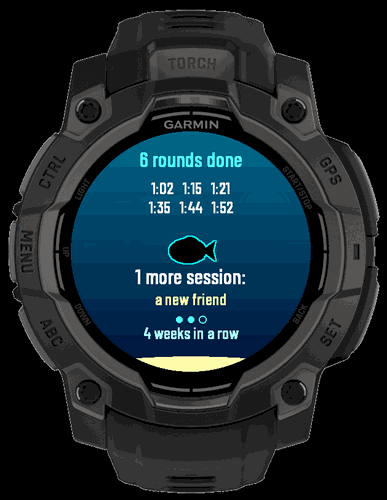 TORCH
GARMIN
CTRL
LIGHT
GPS
START/STOP
MENU
UP
ABC
DOWN
SET
BACK
6 rounds done
1:02 1:15 1:21
1:35 1:44 1:52
1 more session:
a new friend
4 weeks in a row